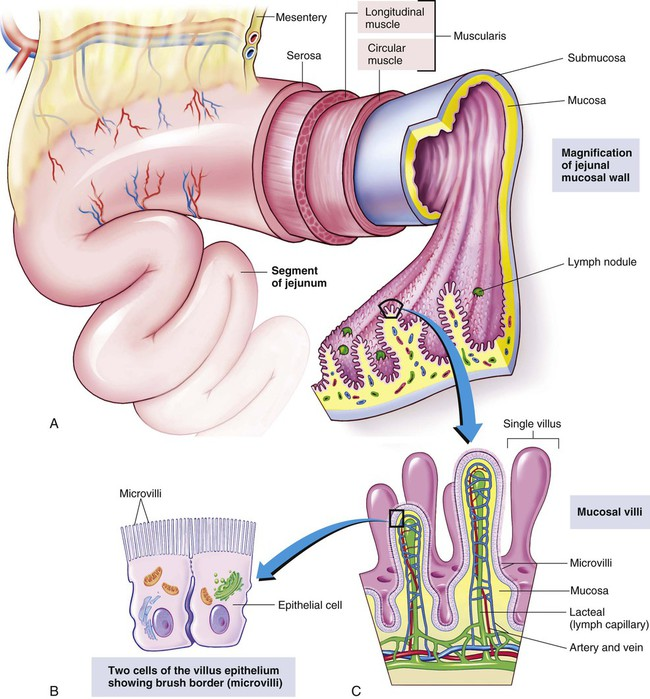 Mesentery
Longitudinal
muscle
Circular
muscle
Muscularis
Serosa
Submucosa
Mucosa
Magnification
of jejunal
mucosal wall
Lymph nodule
Segment
of jejunum
A
Single villus
Microvilli
Mucosal villi
Microvilli
Epithelial cell
Mucosa
Lacteal
(lymph capillary)
Artery and vein
B
Two cells of the villus epithelium
showing brush border (microvilli)
C